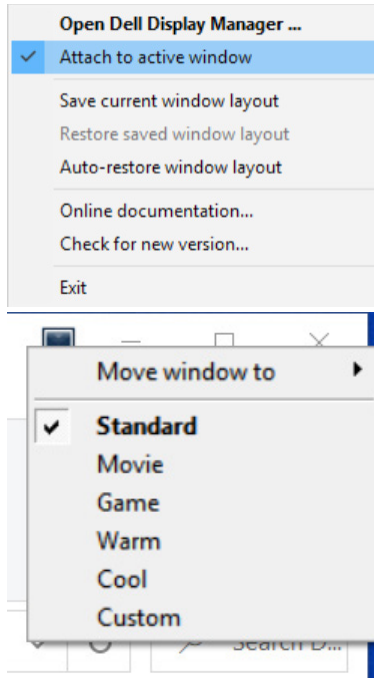 Open Dell Display Manager ...
Attach to active window
Save current window layout
Restore saved window layout
Auto-restore window layout
Online documentation...
Check for new version...
Exit
Move window to
Standard
Movie
Game
Warm
Cool
Custom
Search D...